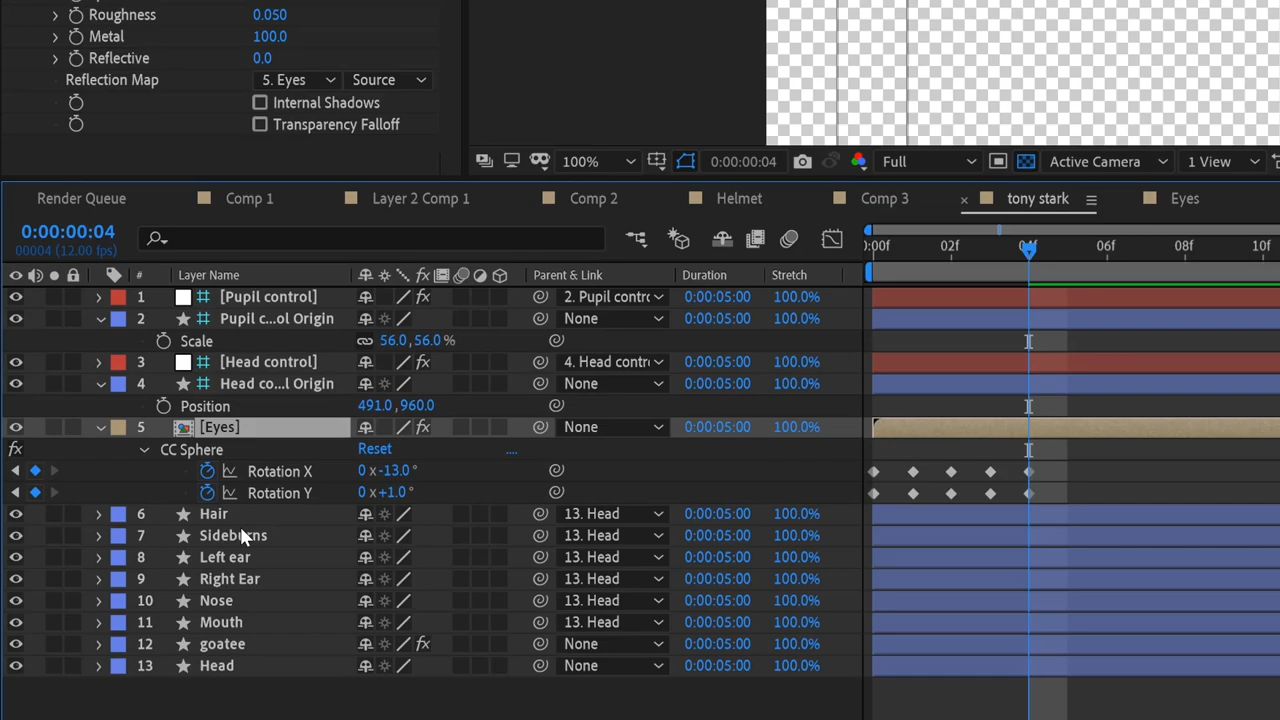 Roughness 0.050
Metal 100.0
Reflective 0.0
Reflection Map 5. Eyes Source
Internal Shadows
Transparency Falloff
100% 0:00:00:04 Full Active Camera 1 View
Render Queue Comp 1 Layer 2 Comp 1 Comp 2 Helmet Comp 3 × tony stark Eyes
0:00:00:04
00004 (12.00 fps)
:00f 02f 04f 06f 08f 10f
# Layer Name fx Parent & Link Duration Stretch
1 [Pupil control] fx 2. Pupil contro 0:00:05:00 100.0%
2 Pupil c...ol Origin None 0:00:05:00 100.0%
Scale 56.0,56.0%
3 [Head control] fx 4. Head contr 0:00:05:00 100.0%
4 Head co...l Origin None 0:00:05:00 100.0%
Position 491.0,960.0
5 [Eyes] fx None 0:00:05:00 100.0%
fx CC Sphere Reset ....
Rotation X 0 x -13.0 °
Rotation Y 0 x +1.0 °
6 Hair 13. Head 0:00:05:00 100.0%
7 Sideburns 13. Head 0:00:05:00 100.0%
8 Left ear 13. Head 0:00:05:00 100.0%
9 Right Ear 13. Head 0:00:05:00 100.0%
10 Nose 13. Head 0:00:05:00 100.0%
11 Mouth 13. Head 0:00:05:00 100.0%
12 goatee fx None 0:00:05:00 100.0%
13 Head None 0:00:05:00 100.0%